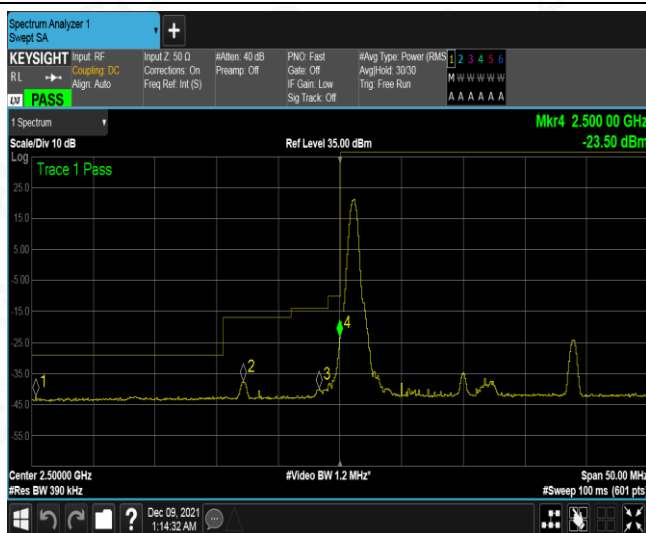 Spectrum Analyzer 1
Swept SA
+
KEYSIGHT
RL
LXI PASS
Input: RF
Coupling: DC
Align: Auto
Input Z: 50 Ω
Corrections: On
Freq Ref: Int (S)
#Atten: 40 dB
Preamp: Off
PNO: Fast
Gate: Off
IF Gain: Low
Sig Track: Off
#Avg Type: Power (RMS
Avg|Hold: 30/30
Trig: Free Run
1 2 3 4 5 6
M W W W W W
A A A A A A
1 Spectrum
Scale/Div 10 dB
Ref Level 35.00 dBm
Mkr4 2.500 00 GHz
-23.50 dBm
Log
Trace 1 Pass
25.0
15.0
5.00
-5.00
-15.0
-25.0
-35.0
-45.0
-55.0
1
2
3
4
Center 2.50000 GHz
#Res BW 390 kHz
#Video BW 1.2 MHz*
Span 50.00 MHz
#Sweep 100 ms (601 pts)
?
Dec 09, 2021
1:14:32 AM